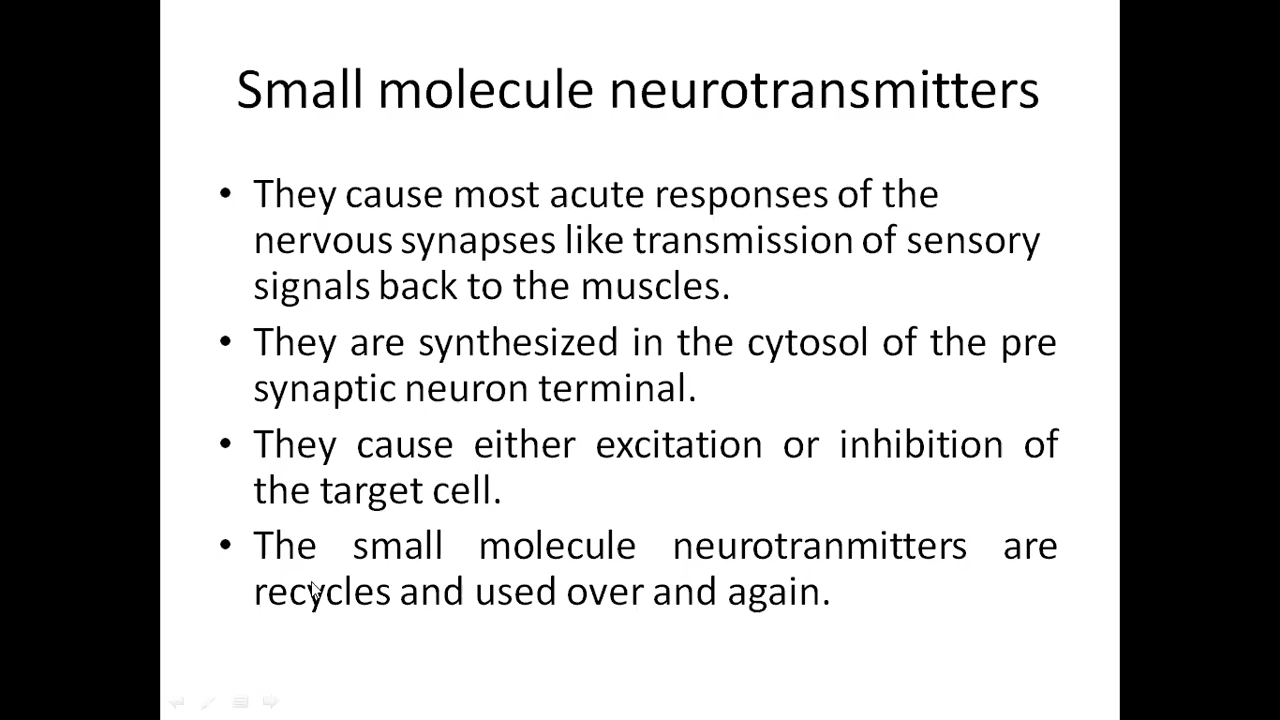 Small molecule neurotransmitters
• They cause most acute responses of the
nervous synapses like transmission of sensory
signals back to the muscles.
• They are synthesized in the cytosol of the pre
synaptic neuron terminal.
• They cause either excitation or inhibition of
the target cell.
• The small molecule neurotranmitters are
recycles and used over and again.